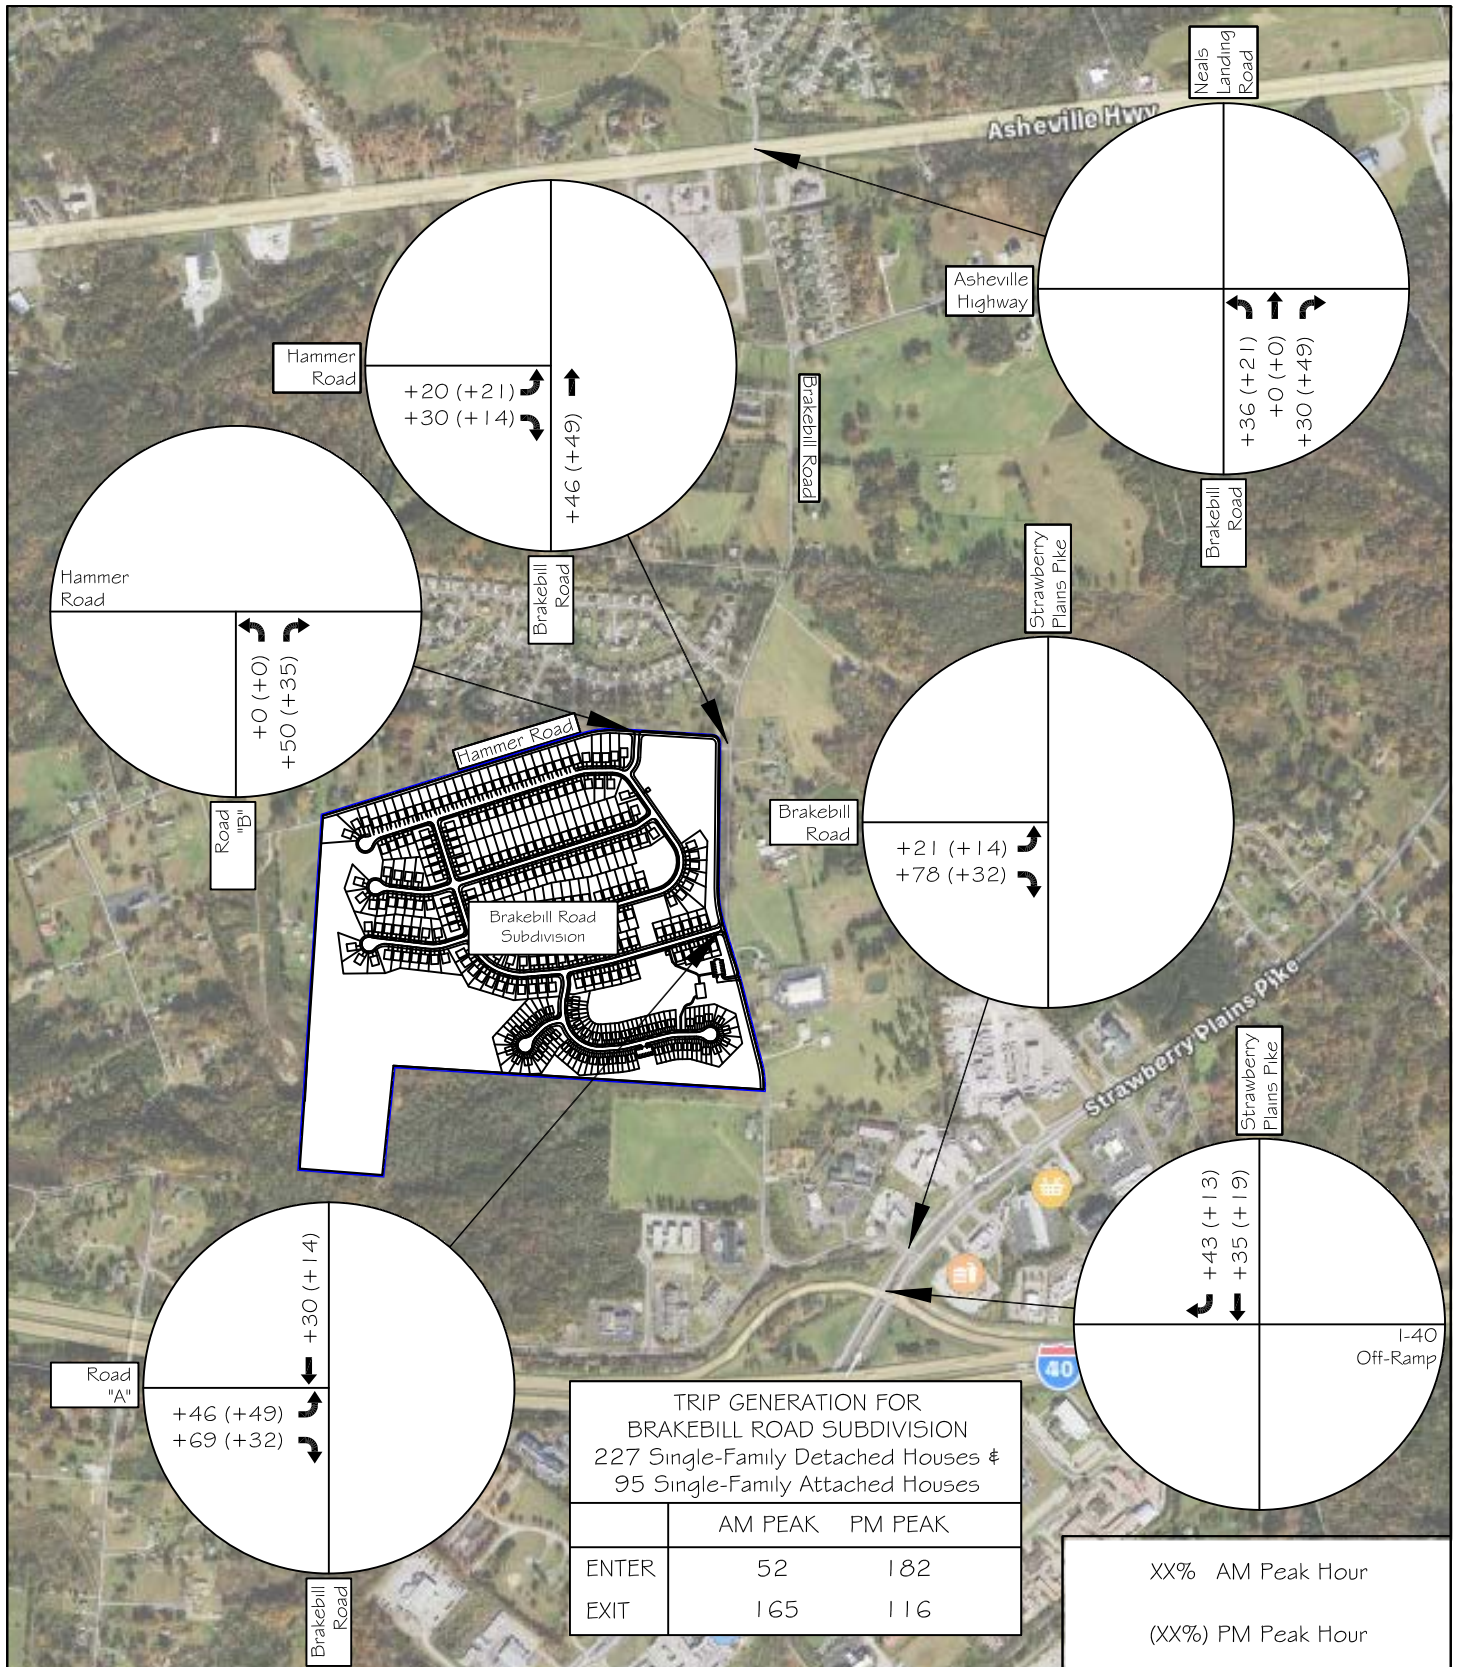 Neals
Landing
Road
Asheville Hwy
Asheville
Highway
+36 (+21)
+0 (+0)
+30 (+49)
Brakebill
Road
Hammer
Road
+20 (+21)
+30 (+14)
+46 (+49)
Brakebill
Road
Brakebill Road
Hammer
Road
+0 (+0)
+50 (+35)
Road
"B"
Strawberry
Plains Pike
Brakebill
Road
+21 (+14)
+78 (+32)
Hammer Road
Brakebill Road
Subdivision
Strawberry Plains Pike
Strawberry
Plains Pike
+43 (+13)
+35 (+19)
I-40
Off-Ramp
40
+30 (+14)
Road
"A"
+46 (+49)
+69 (+32)
Brakebill
Road
TRIP GENERATION FOR
BRAKEBILL ROAD SUBDIVISION
227 Single-Family Detached Houses &
95 Single-Family Attached Houses
AM PEAK PM PEAK
ENTER 52 182
EXIT 165 116
XX% AM Peak Hour
(XX%) PM Peak Hour